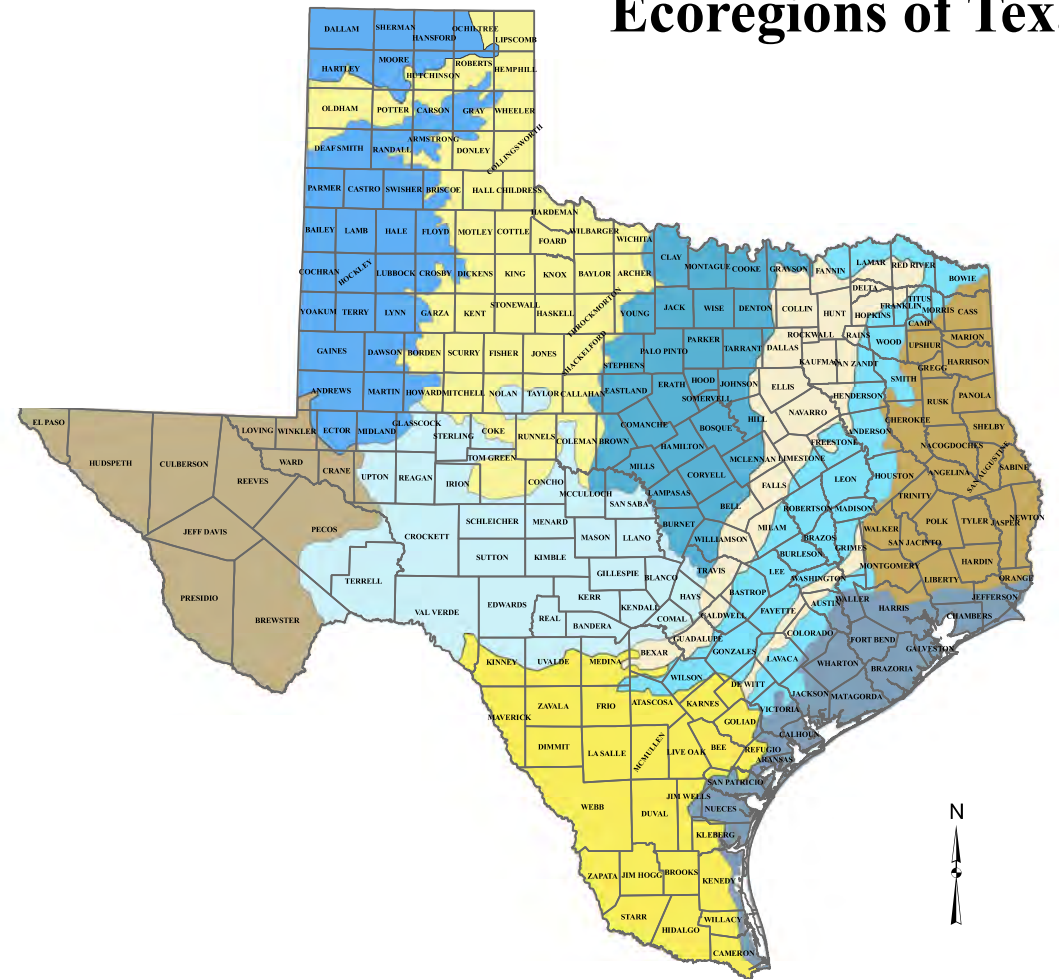 Ecoregions of Tex
DALLAM SHERMAN HANSFORD OCHILTREE LIPSCOMB
HARTLEY MOORE HUTCHINSON ROBERTS HEMPHILL
OLDHAM POTTER CARSON GRAY WHEELER
DEAF SMITH RANDALL ARMSTRONG DONLEY COLLINGSWORTH
PARMER CASTRO SWISHER BRISCOE HALL CHILDRESS
HARDEMAN
BAILEY LAMB HALE FLOYD MOTLEY COTTLE FOARD WILBARGER WICHITA
CLAY MONTAGUE COOKE GRAYSON FANNIN LAMAR RED RIVER BOWIE
COCHRAN HOCKLEY LUBBOCK CROSBY DICKENS KING KNOX BAYLOR ARCHER
DELTA TITUS FRANKLIN MORRIS CASS
YOAKUM TERRY LYNN GARZA KENT STONEWALL HASKELL THROCKMORTON YOUNG JACK WISE DENTON COLLIN HUNT HOPKINS
CAMP MARION
ROCKWALL RAINS WOOD UPSHUR
GAINES DAWSON BORDEN SCURRY FISHER JONES SHACKELFORD STEPHENS PALO PINTO PARKER TARRANT DALLAS KAUFMAN VAN ZANDT GREGG HARRISON
ANDREWS MARTIN HOWARD MITCHELL NOLAN TAYLOR CALLAHAN EASTLAND ERATH HOOD SOMERVELL JOHNSON ELLIS HENDERSON SMITH RUSK PANOLA
EL PASO LOVING WINKLER ECTOR MIDLAND GLASSCOCK STERLING COKE RUNNELS COLEMAN BROWN COMANCHE BOSQUE HILL NAVARRO ANDERSON CHEROKEE SHELBY
HUDSPETH CULBERSON WARD CRANE TOM GREEN HAMILTON FREESTONE NACOGDOCHES
REEVES UPTON REAGAN IRION CONCHO MCCULLOCH MILLS CORYELL MCLENNAN LIMESTONE LEON HOUSTON ANGELINA SAN AUGUSTINE SABINE
SAN SABA LAMPASAS BELL FALLS TRINITY
JEFF DAVIS PECOS SCHLEICHER MENARD MASON LLANO BURNET WILLIAMSON MILAM ROBERTSON MADISON WALKER POLK TYLER JASPER NEWTON
CROCKETT BRAZOS SAN JACINTO
SUTTON KIMBLE BURLESON GRIMES
PRESIDIO TERRELL GILLESPIE BLANCO TRAVIS LEE WASHINGTON MONTGOMERY LIBERTY HARDIN ORANGE
BREWSTER VAL VERDE EDWARDS REAL KERR KENDALL HAYS BASTROP FAYETTE AUSTIN WALLER HARRIS JEFFERSON
BANDERA COMAL CALDWELL CHAMBERS
KINNEY UVALDE MEDINA BEXAR GUADALUPE GONZALES COLORADO FORT BEND GALVESTON
LAVACA WHARTON BRAZORIA
WILSON DE WITT
MAVERICK ZAVALA FRIO ATASCOSA KARNES VICTORIA JACKSON MATAGORDA
GOLIAD CALHOUN
DIMMIT LA SALLE MCMULLEN LIVE OAK BEE REFUGIO ARANSAS
SAN PATRICIO
WEBB DUVAL JIM WELLS NUECES
KLEBERG
N
ZAPATA JIM HOGG BROOKS KENEDY
STARR HIDALGO WILLACY
CAMERON